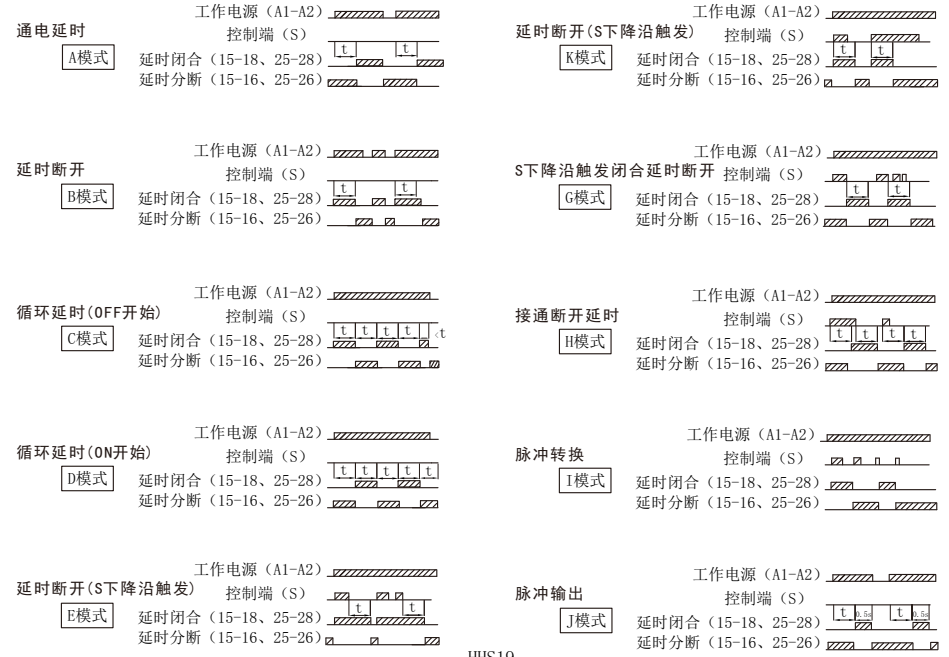 工作电源（A1-A2）
通电延时
控制端（S）
A模式
t t
延时闭合（15-18、25-28）
延时分断（15-16、25-26）
工作电源（A1-A2）
延时断开
控制端（S）
B模式
t t
延时闭合（15-18、25-28）
延时分断（15-16、25-26）
工作电源（A1-A2）
循环延时(OFF开始)
控制端（S）
C模式
t t t t t
延时闭合（15-18、25-28）
延时分断（15-16、25-26）
工作电源（A1-A2）
循环延时(ON开始)
控制端（S）
D模式
t t t t t
延时闭合（15-18、25-28）
延时分断（15-16、25-26）
工作电源（A1-A2）
延时断开(S下降沿触发)
控制端（S）
E模式
t t
延时闭合（15-18、25-28）
延时分断（15-16、25-26）
工作电源（A1-A2）
延时断开(S下降沿触发)
控制端（S）
K模式
t t
延时闭合（15-18、25-28）
延时分断（15-16、25-26）
工作电源（A1-A2）
S下降沿触发闭合延时断开
控制端（S）
G模式
t t
延时闭合（15-18、25-28）
延时分断（15-16、25-26）
工作电源（A1-A2）
接通断开延时
控制端（S）
H模式
t t t t
延时闭合（15-18、25-28）
延时分断（15-16、25-26）
工作电源（A1-A2）
脉冲转换
控制端（S）
I模式
延时闭合（15-18、25-28）
延时分断（15-16、25-26）
工作电源（A1-A2）
脉冲输出
控制端（S）
J模式
t 0.5s t 0.5s
延时闭合（15-18、25-28）
延时分断（15-16、25-26）
HHS19